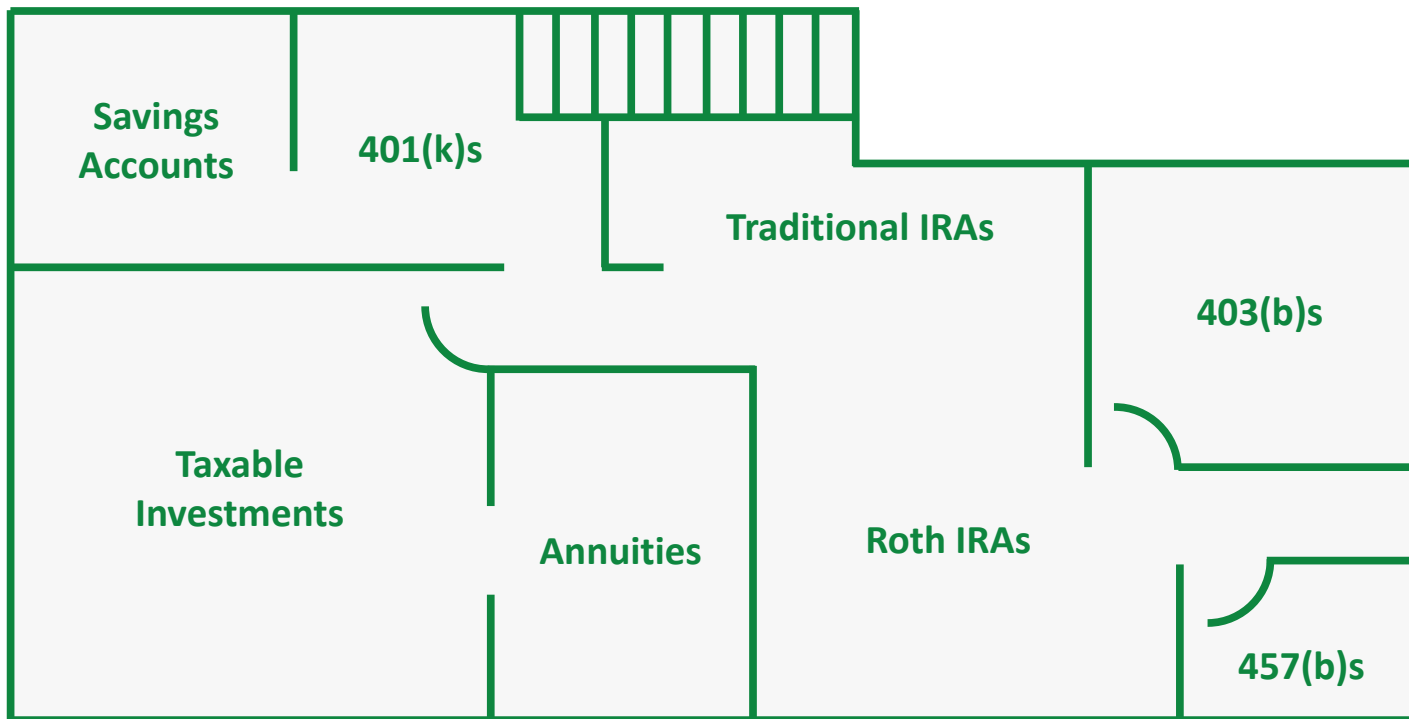 Savings
Accounts
401(k)s
Traditional IRAs
403(b)s
Taxable
Investments
Annuities
Roth IRAs
457(b)s